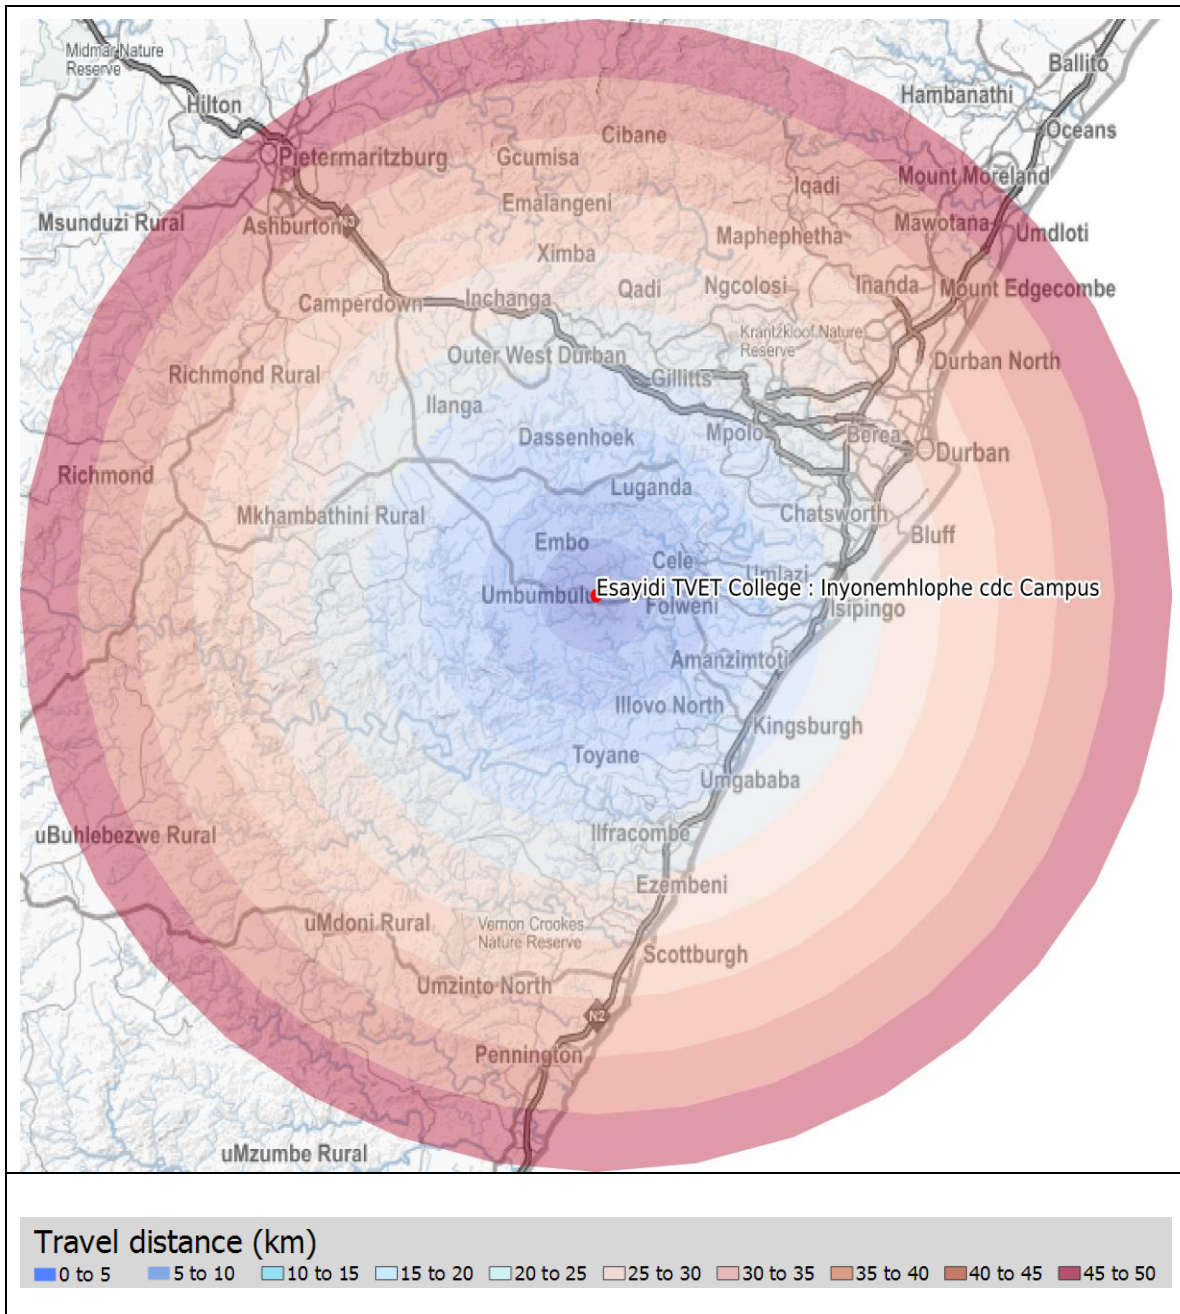 Midmar Nature
Reserve
Ballito
Hilton
Hambanathi
Oceans
Cibane
Pietermaritzburg
Gcumisa
Mount Moreland
Iqadi
Emalangeni
Msunduzi Rural
Ashburton
Mawotana
Umdloti
Maphephetha
Ximba
Camperdown
Inchanga
Qadi
Ngcolosi
Inanda
Mount Edgecombe
Krantzkloof Nature
Reserve
Outer West Durban
Durban North
Richmond Rural
Gillitts
Ilanga
Dassenhoek
Mpolo
Berea
Durban
Richmond
Luganda
Mkhambathini Rural
Chatsworth
Embo
Bluff
Cele
Umlazi
Esayidi TVET College : Inyonemhlophe cdc Campus
Umbumbulu
Folweni
Isipingo
Amanzimtoti
Illovo North
Kingsburgh
Toyane
Umgababa
uBuhlebezwe Rural
Ilfracombe
Ezembeni
uMdoni Rural
Vernon Crookes
Nature Reserve
Scottburgh
Umzinto North
N2
Pennington
uMzumbe Rural
Travel distance (km)
0 to 5 5 to 10 10 to 15 15 to 20 20 to 25 25 to 30 30 to 35 35 to 40 40 to 45 45 to 50